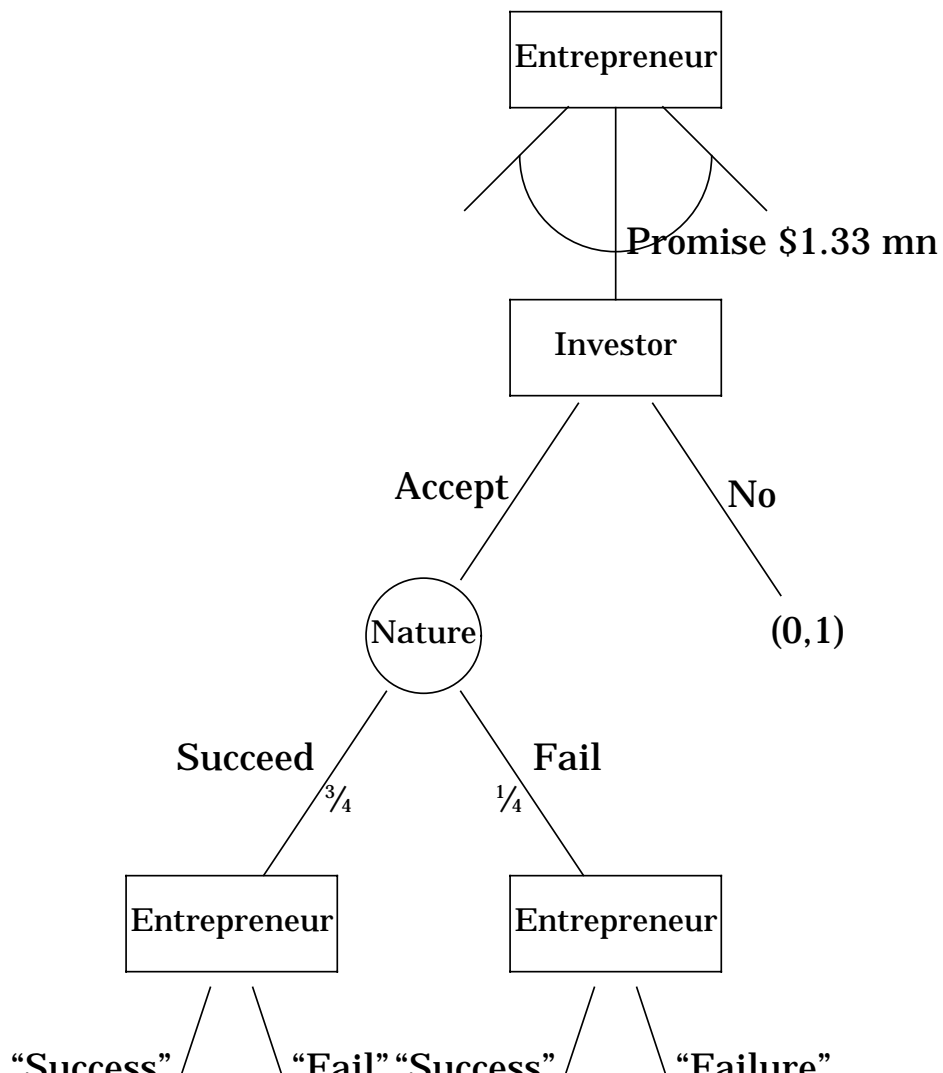 Entrepreneur
Promise $1.33 mn
Investor
Accept
No
Nature
(0,1)
Succeed
Fail
3/4
1/4
Entrepreneur
Entrepreneur
“Success”
“Fail”
“Success”
“Failure”